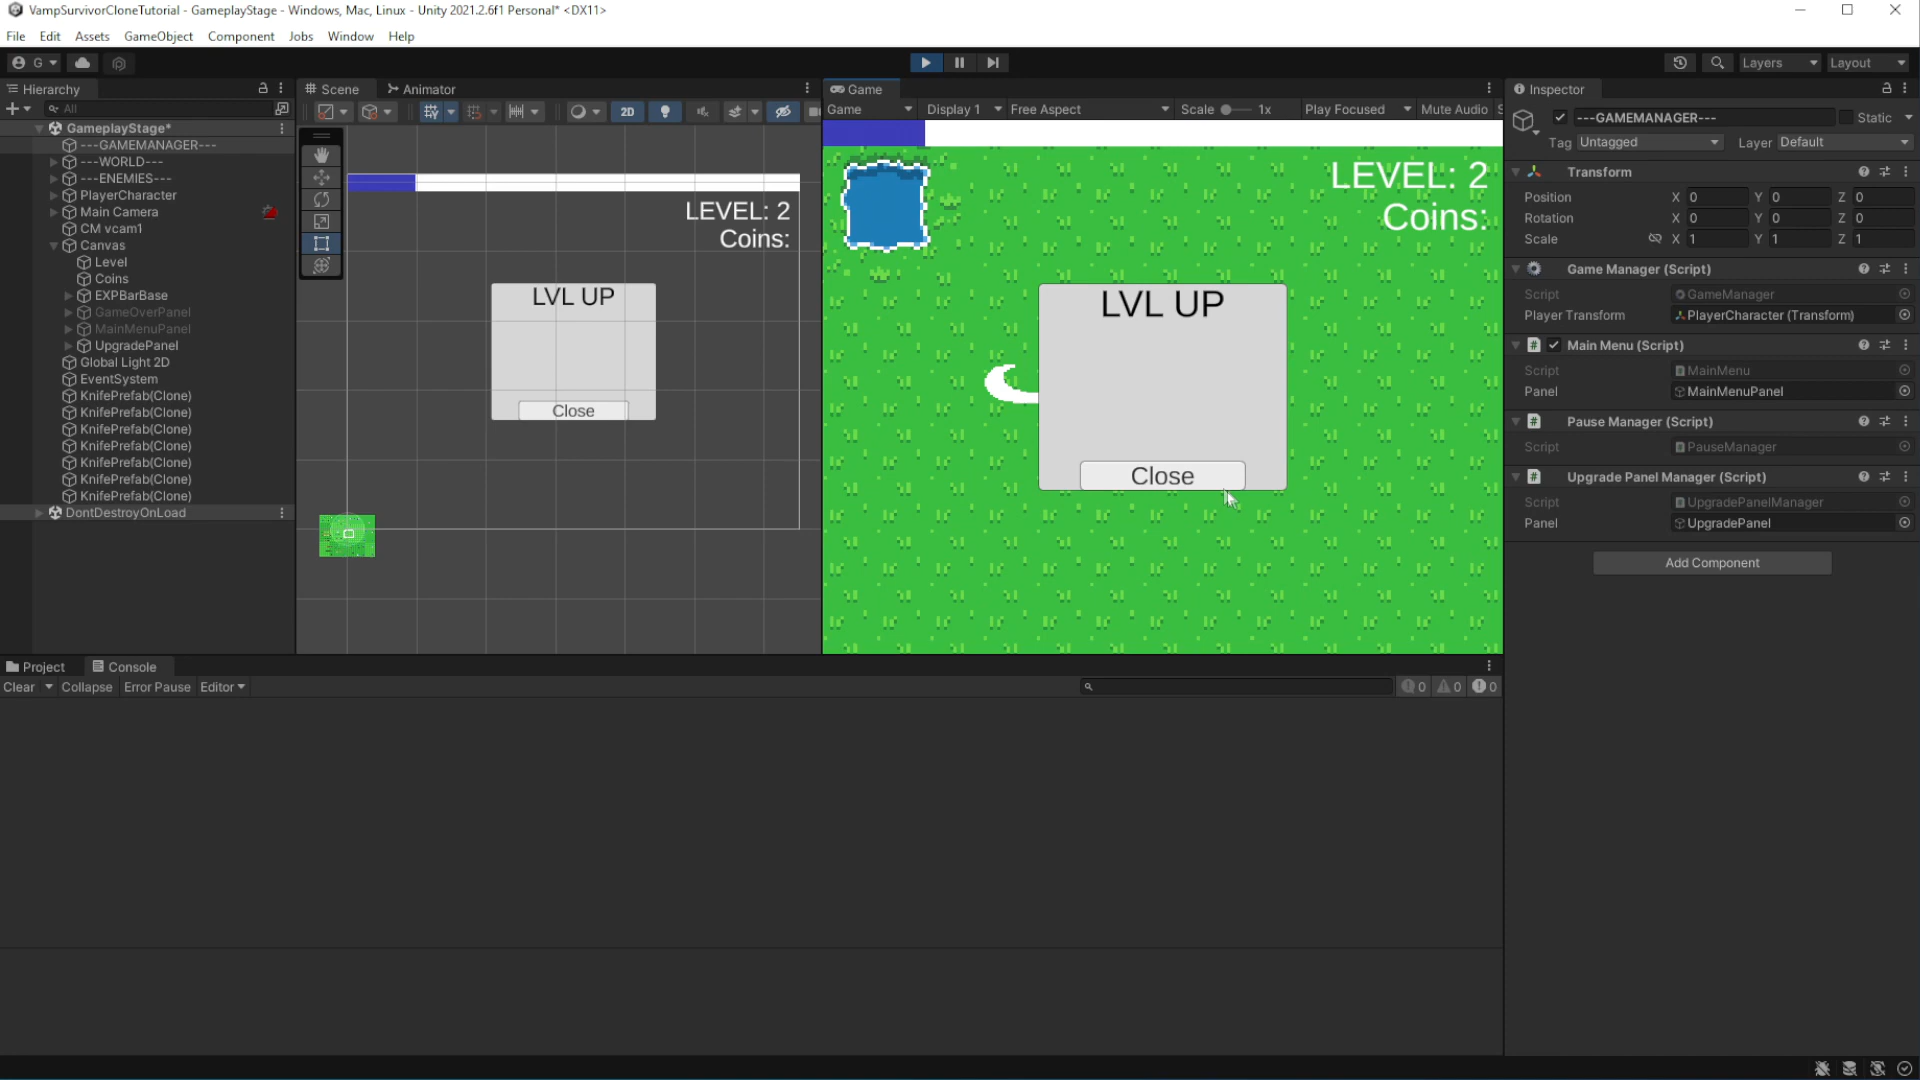 VampSurvivorCloneTutorial - GameplayStage - Windows, Mac, Linux - Unity 2021.2.6f1 Personal* <DX11>
File Edit Assets GameObject Component Jobs Window Help
G Layers Layout
Hierarchy
All
GameplayStage*
---GAMEMANAGER---
---WORLD---
---ENEMIES---
PlayerCharacter
Main Camera
CM vcam1
Canvas
Level
Coins
EXPBarBase
GameOverPanel
MainMenuPanel
UpgradePanel
Global Light 2D
EventSystem
KnifePrefab(Clone)
KnifePrefab(Clone)
KnifePrefab(Clone)
KnifePrefab(Clone)
KnifePrefab(Clone)
KnifePrefab(Clone)
KnifePrefab(Clone)
DontDestroyOnLoad
Scene Animator
2D
LEVEL: 2
Coins:
LVL UP
Close
Game
Game Display 1 Free Aspect Scale 1x Play Focused Mute Audio S
LEVEL: 2
Coins:
LVL UP
Close
Inspector
---GAMEMANAGER--- Static
Tag Untagged Layer Default
Transform
Position X 0 Y 0 Z 0
Rotation X 0 Y 0 Z 0
Scale X 1 Y 1 Z 1
Game Manager (Script)
Script GameManager
Player Transform PlayerCharacter (Transform)
Main Menu (Script)
Script MainMenu
Panel MainMenuPanel
Pause Manager (Script)
Script PauseManager
Upgrade Panel Manager (Script)
Script UpgradePanelManager
Panel UpgradePanel
Add Component
Project Console
Clear Collapse Error Pause Editor 0 0 0